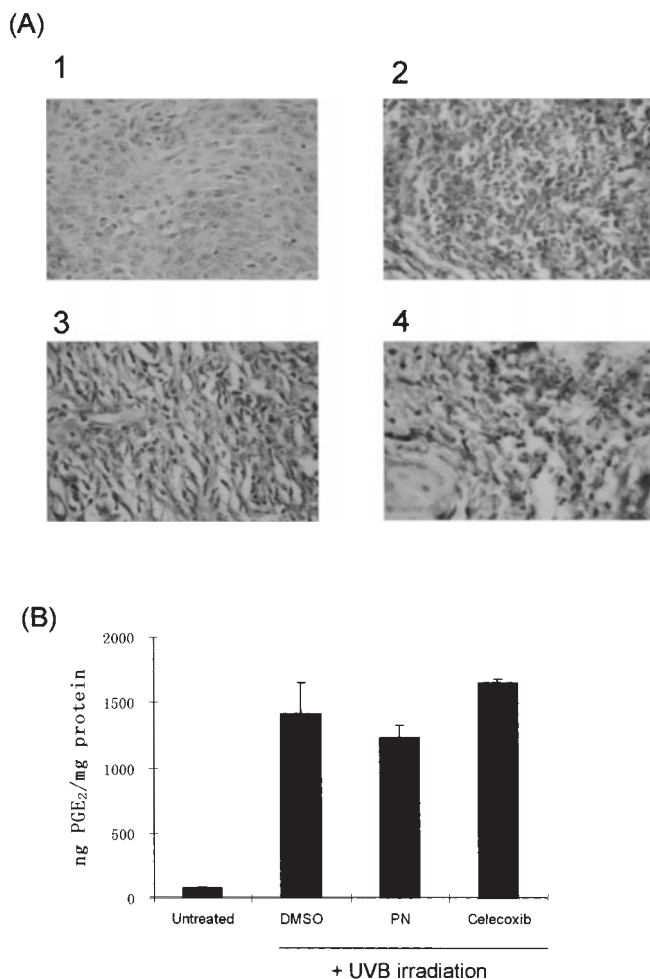 (A)
1
2
3
4
(B)
ng PGE₂/mg protein
2000
1500
1000
500
0
Untreated
DMSO
PN
Celecoxib
+ UVB irradiation